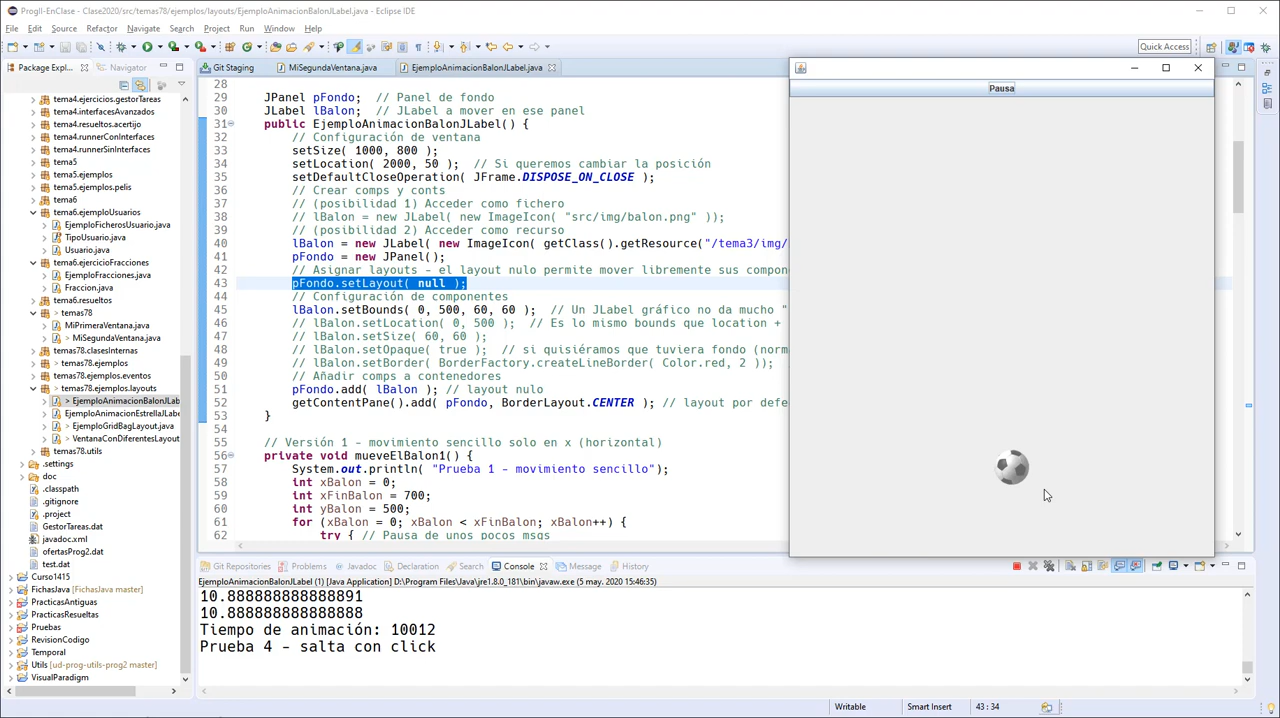 ProgII-EnClase - Clase2020/src/temas78/ejemplos/layouts/EjemploAnimacionBalonJLabel.java - Eclipse IDE
File Edit Source Refactor Navigate Search Project Run Window Help
Quick Access
Package Expl... Navigator
tema4.ejercicios.gestorTareas
tema4.interfacesAvanzados
tema4.resueltos.acertijo
tema4.runnerConInterfaces
tema4.runnerSinInterfaces
tema5
tema5.ejemplos
tema5.ejemplos.pelis
tema6
tema6.ejemploUsuarios
EjemploFicherosUsuario.java
TipoUsuario.java
Usuario.java
tema6.ejercicioFracciones
EjemploFracciones.java
Fraccion.java
tema6.resueltos
> temas78
MiPrimeraVentana.java
> MiSegundaVentana.java
temas78.clasesInternas
> temas78.ejemplos
temas78.ejemplos.eventos
> temas78.ejemplos.layouts
> EjemploAnimacionBalonJLab
EjemploAnimacionEstrellaJLabe
> EjemploGridBagLayout.java
> VentanaConDiferentesLayout
temas78.utils
.settings
doc
.classpath
.gitignore
.project
GestorTareas.dat
javadoc.xml
ofertasProg2.dat
test.dat
Curso1415
FichasJava (FichasJava master)
PracticasAntiguas
PracticasResueltas
Pruebas
RevisionCodigo
Temporal
Utils (ud-prog-utils-prog2 master)
VisualParadigm
Git Staging MiSegundaVentana.java EjemploAnimacionBalonJLabel.java
28
29 JPanel pFondo; // Panel de fondo
30 JLabel lBalon; // JLabel a mover en ese panel
31 public EjemploAnimacionBalonJLabel() {
32 // Configuración de ventana
33 setSize( 1000, 800 );
34 setLocation( 2000, 50 ); // Si queremos cambiar la posición
35 setDefaultCloseOperation( JFrame.DISPOSE_ON_CLOSE );
36 // Crear comps y conts
37 // (posibilidad 1) Acceder como fichero
38 // lBalon = new JLabel( new ImageIcon( "src/img/balon.png" ));
39 // (posibilidad 2) Acceder como recurso
40 lBalon = new JLabel( new ImageIcon( getClass().getResource("/tema3/img/
41 pFondo = new JPanel();
42 // Asignar layouts - el layout nulo permite mover libremente sus compone
43 pFondo.setLayout( null );
44 // Configuración de componentes
45 lBalon.setBounds( 0, 500, 60, 60 ); // Un JLabel gráfico no da mucho "
46 // lBalon.setLocation( 0, 500 ); // Es lo mismo bounds que location +
47 // lBalon.setSize( 60, 60 );
48 // lBalon.setOpaque( true ); // si quisiéramos que tuviera fondo (norm
49 // lBalon.setBorder( BorderFactory.createLineBorder( Color.red, 2 ));
50 // Añadir comps a contenedores
51 pFondo.add( lBalon ); // layout nulo
52 getContentPane().add( pFondo, BorderLayout.CENTER ); // layout por defe
53 }
54
55 // Versión 1 - movimiento sencillo solo en x (horizontal)
56 private void mueveElBalon1() {
57 System.out.println( "Prueba 1 - movimiento sencillo");
58 int xBalon = 0;
59 int xFinBalon = 700;
60 int yBalon = 500;
61 for (xBalon = 0; xBalon < xFinBalon; xBalon++) {
62 try { // Pausa de unos pocos msgs
Pausa
Git Repositories Problems Javadoc Declaration Search Console Message History
EjemploAnimacionBalonJLabel (1) [Java Application] D:\Program Files\Java\jre1.8.0_181\bin\javaw.exe (5 may. 2020 15:46:35)
10.888888888888891
10.888888888888888
Tiempo de animación: 10012
Prueba 4 - salta con click
Writable Smart Insert 43 : 34